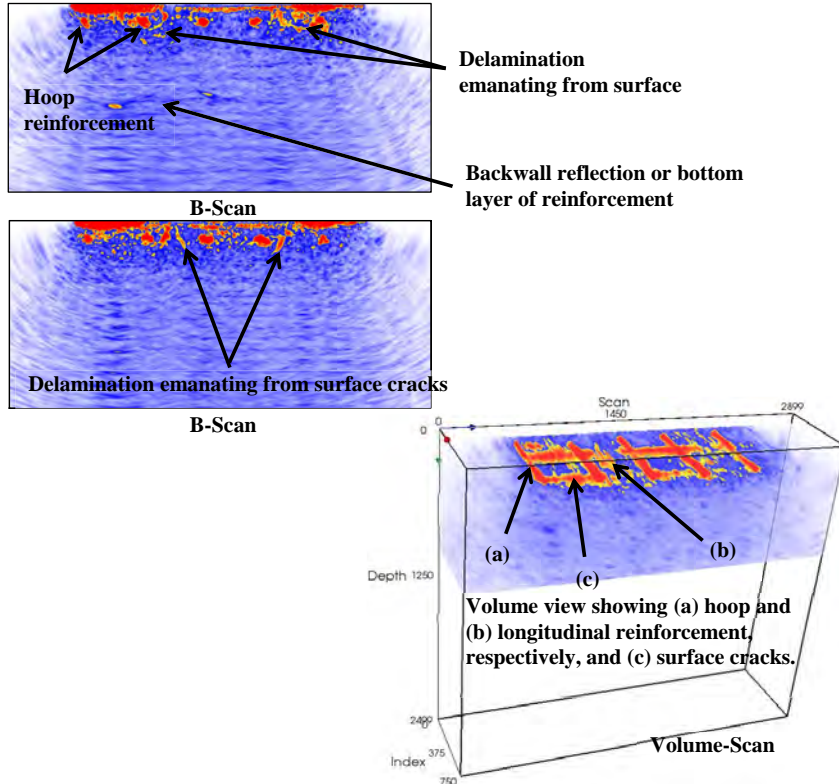 Hoop
reinforcement
Delamination
emanating from surface
Backwall reflection or bottom
layer of reinforcement
B-Scan
Delamination emanating from surface cracks
B-Scan
Scan
0
1450
2899
0
Depth 1250
(a)
(b)
(c)
Volume view showing (a) hoop and
(b) longitudinal reinforcement,
respectively, and (c) surface cracks.
2499
0
Index 375
750
Volume-Scan